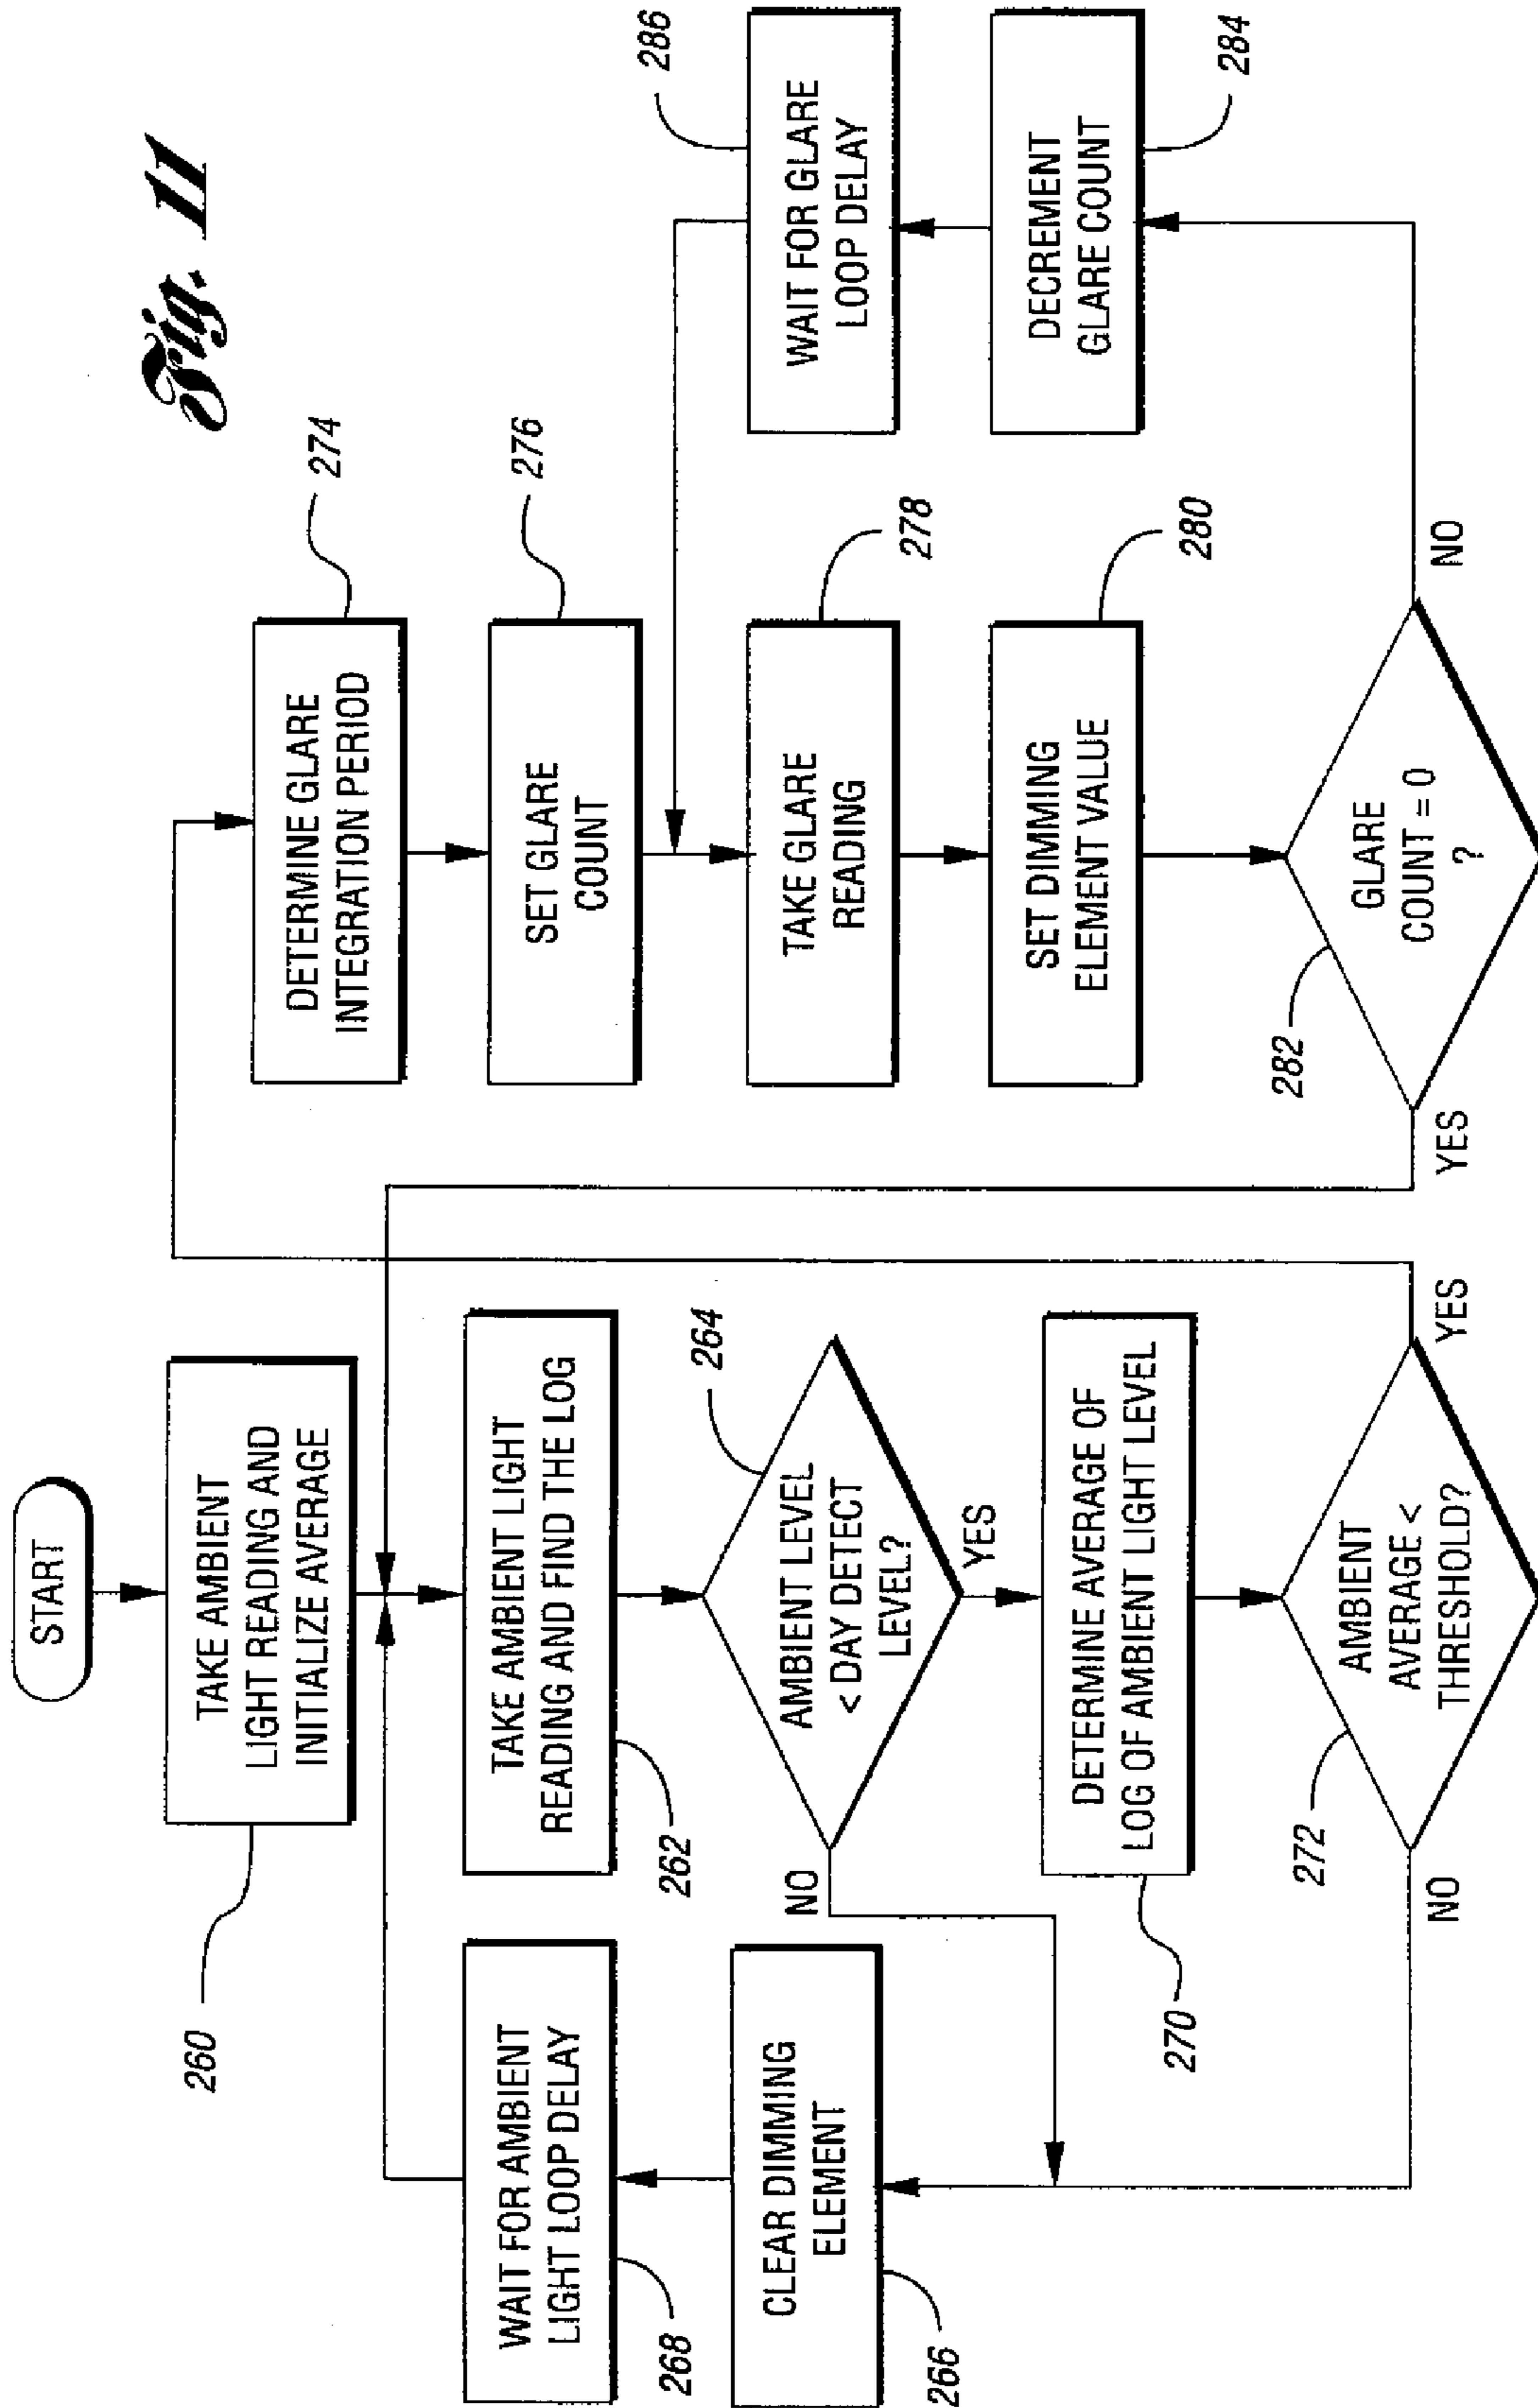 Fig. 11
START
TAKE AMBIENT
LIGHT READING AND
INITIALIZE AVERAGE
260
TAKE AMBIENT LIGHT
READING AND FIND THE LOG
262
AMBIENT LEVEL
< DAY DETECT
LEVEL?
264
NO
YES
WAIT FOR AMBIENT
LIGHT LOOP DELAY
268
CLEAR DIMMING
ELEMENT
266
DETERMINE AVERAGE OF
LOG OF AMBIENT LIGHT LEVEL
270
AMBIENT
AVERAGE <
THRESHOLD?
272
NO
YES
DETERMINE GLARE
INTEGRATION PERIOD
274
SET GLARE
COUNT
276
TAKE GLARE
READING
278
SET DIMMING
ELEMENT VALUE
280
GLARE
COUNT = 0
?
282
YES
NO
WAIT FOR GLARE
LOOP DELAY
286
DECREMENT
GLARE COUNT
284